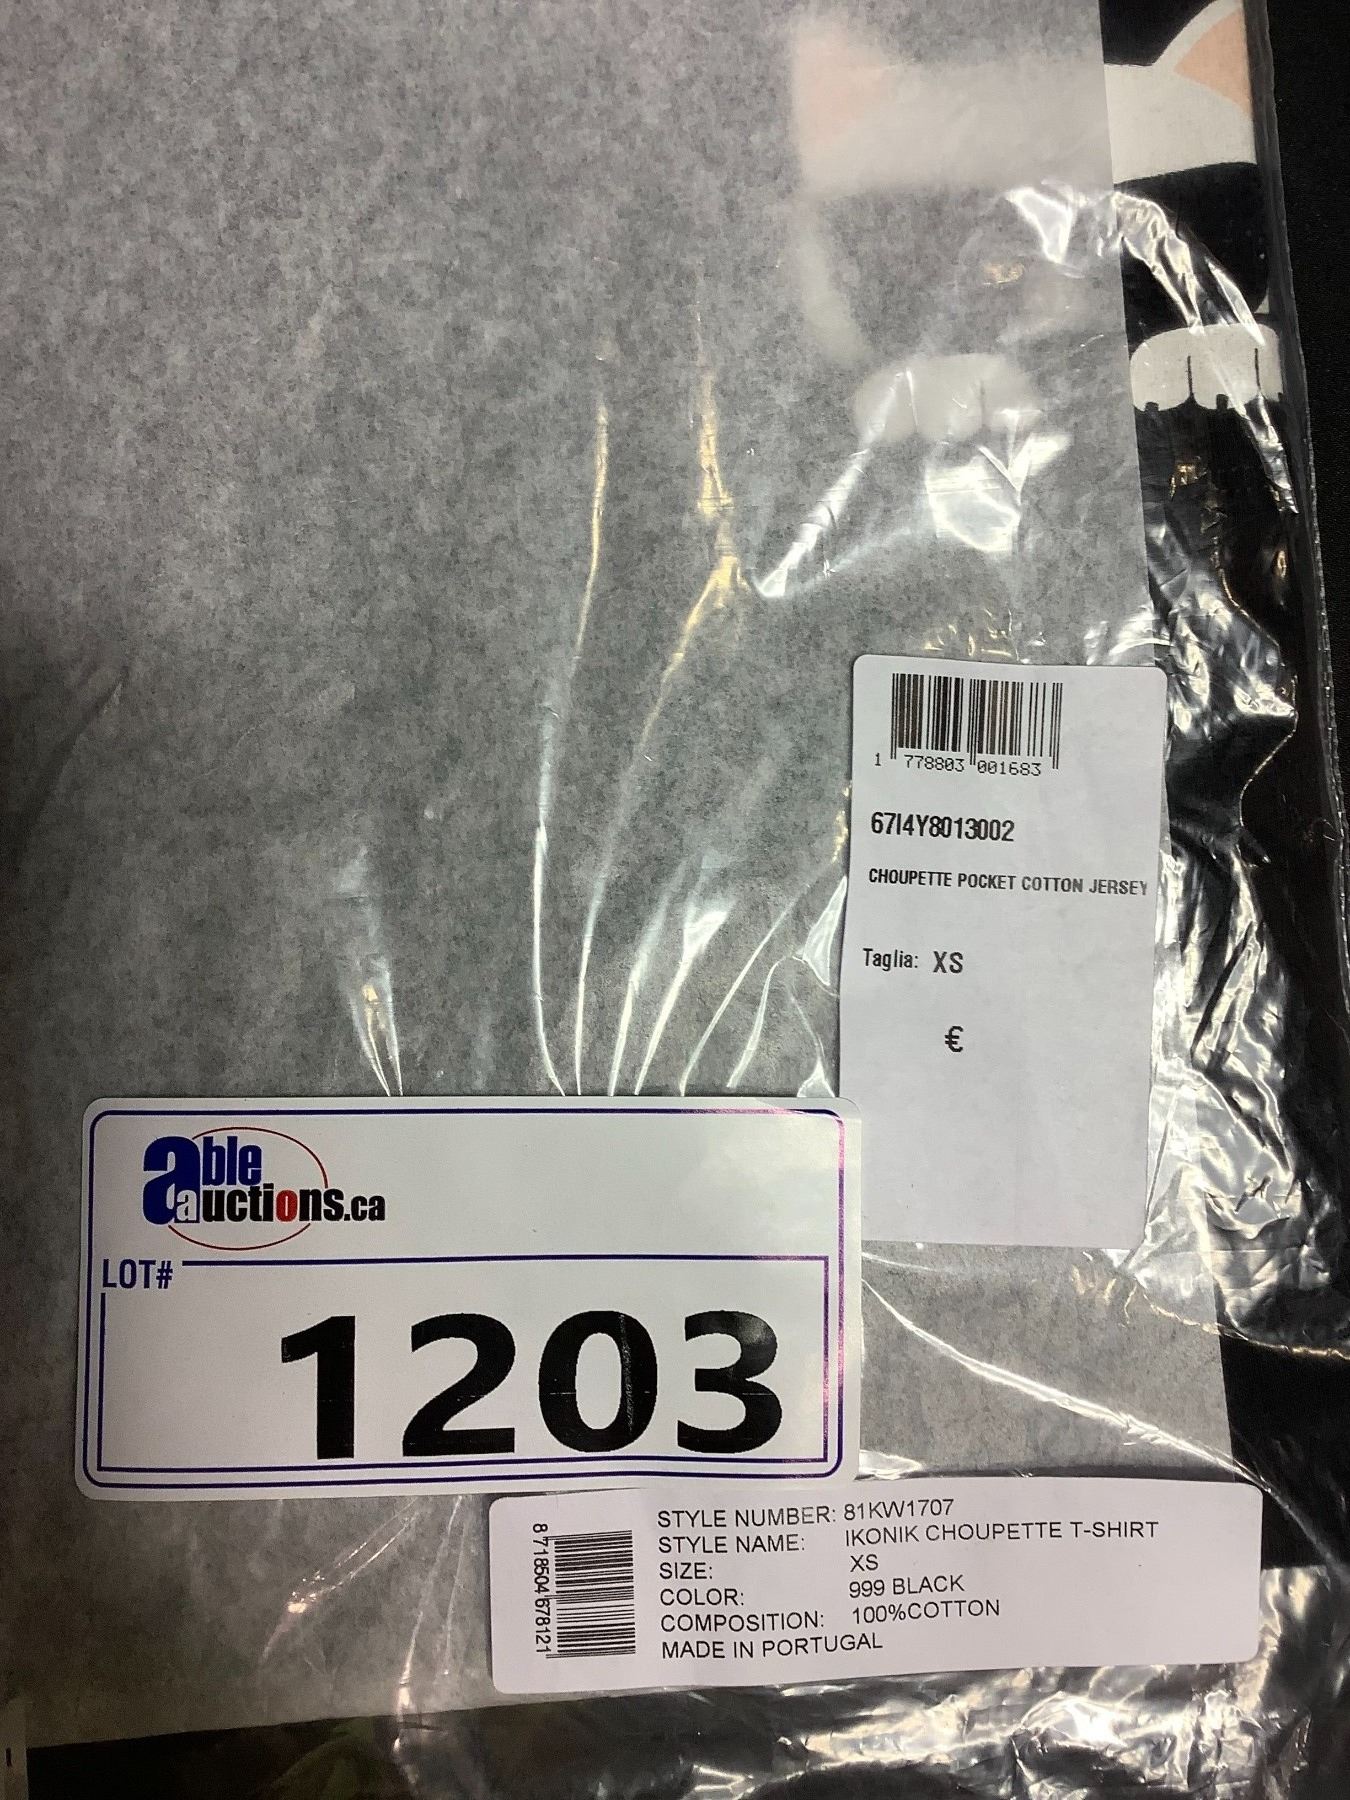 1 778803 001683
67I4Y8013002
CHOUPETTE POCKET COTTON JERSEY
Taglia: XS
€
able
auctions.ca
LOT#
1203
8718504678121
STYLE NUMBER: 81KW1707
STYLE NAME: IKONIK CHOUPETTE T-SHIRT
SIZE: XS
COLOR: 999 BLACK
COMPOSITION: 100%COTTON
MADE IN PORTUGAL